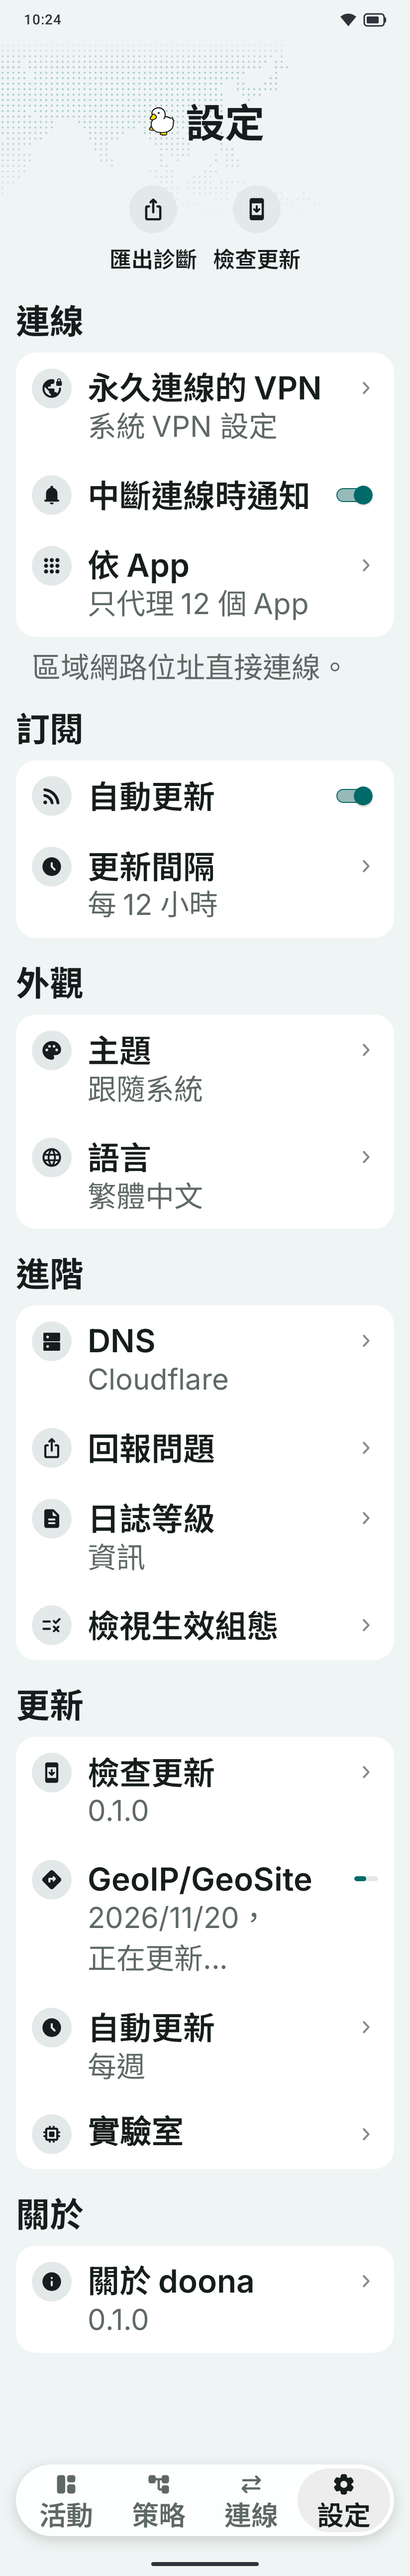 10:24
設定
匯出診斷
檢查更新
連線
永久連線的 VPN
系統 VPN 設定
中斷連線時通知
依 App
只代理 12 個 App
區域網路位址直接連線。
訂閱
自動更新
更新間隔
每 12 小時
外觀
主題
跟隨系統
語言
繁體中文
進階
DNS
Cloudflare
回報問題
日誌等級
資訊
檢視生效組態
更新
檢查更新
0.1.0
GeoIP/GeoSite
2026/11/20，
正在更新…
自動更新
每週
實驗室
關於
關於 doona
0.1.0
活動
策略
連線
設定